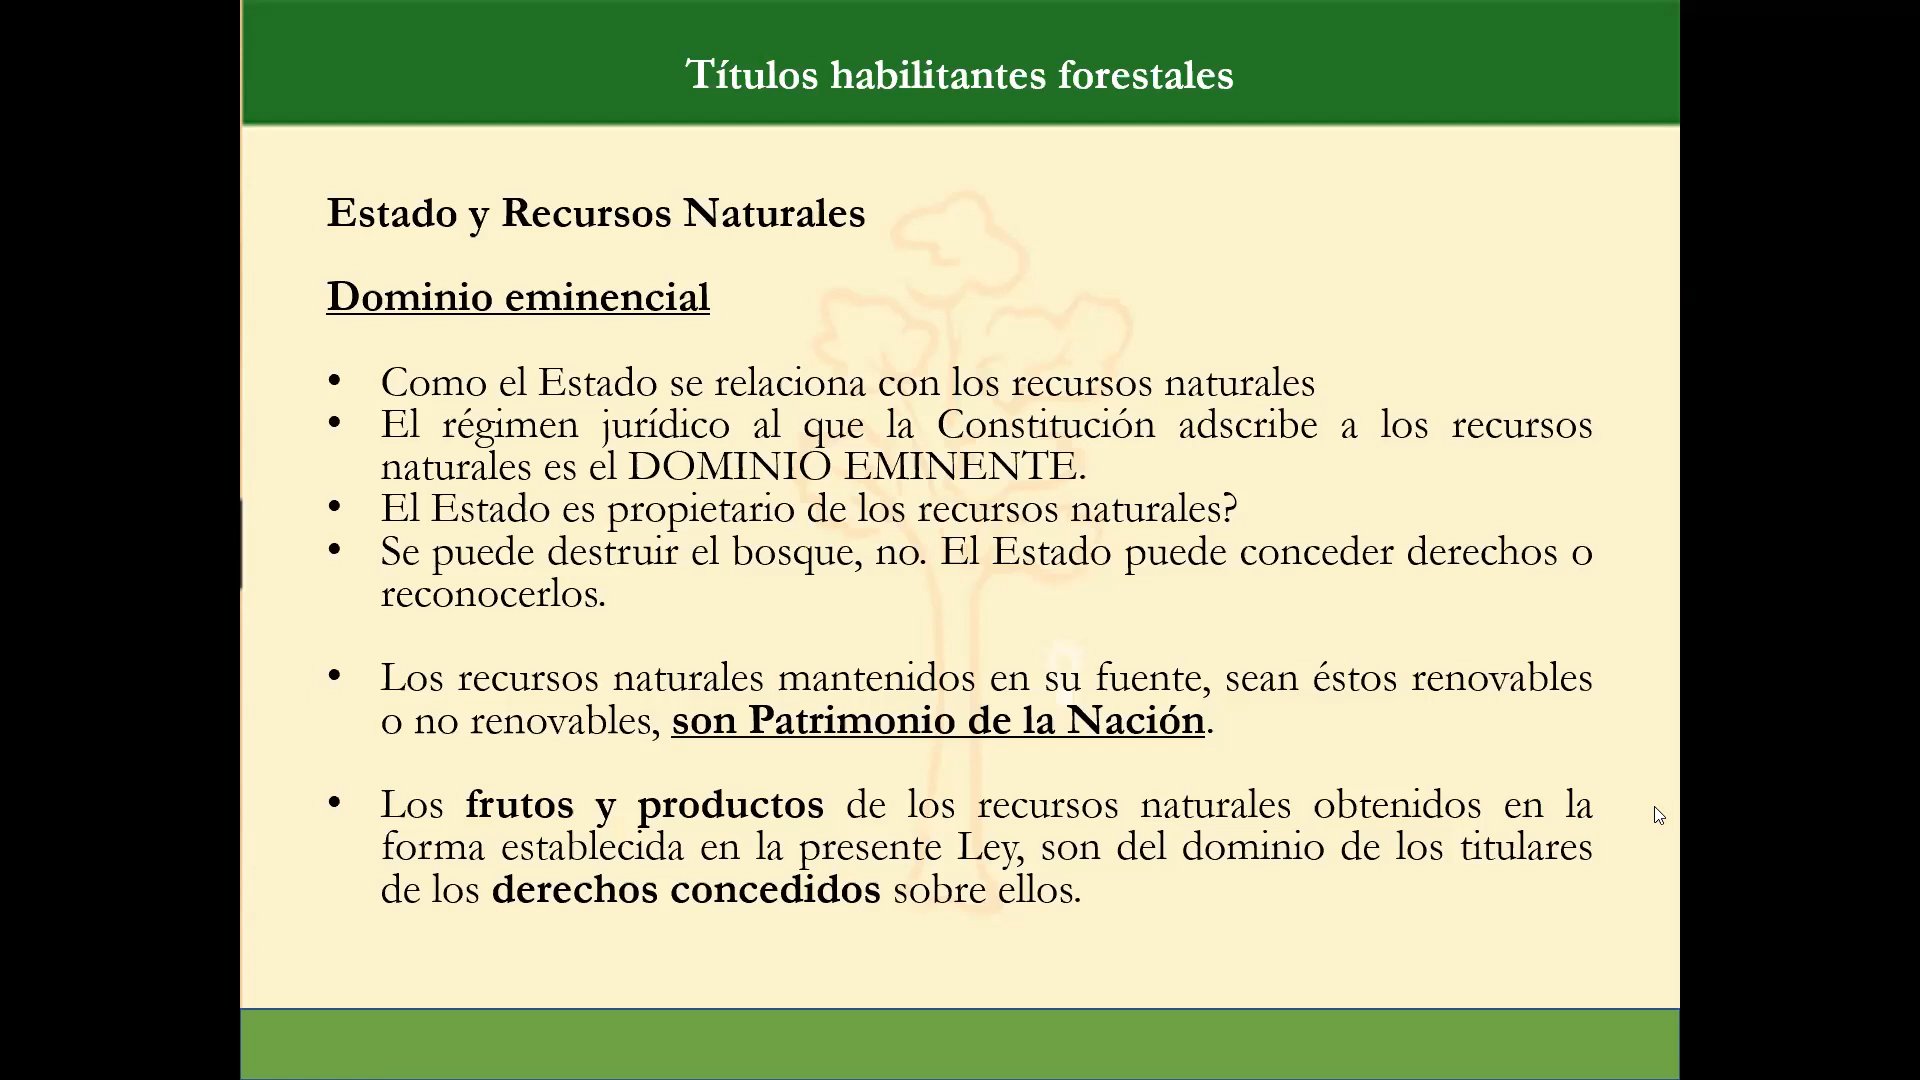 Títulos habilitantes forestales
Estado y Recursos Naturales
Dominio eminencial
• Como el Estado se relaciona con los recursos naturales
• El régimen jurídico al que la Constitución adscribe a los recursos
naturales es el DOMINIO EMINENTE.
• El Estado es propietario de los recursos naturales?
• Se puede destruir el bosque, no. El Estado puede conceder derechos o
reconocerlos.
• Los recursos naturales mantenidos en su fuente, sean éstos renovables
o no renovables, son Patrimonio de la Nación.
• Los frutos y productos de los recursos naturales obtenidos en la
forma establecida en la presente Ley, son del dominio de los titulares
de los derechos concedidos sobre ellos.